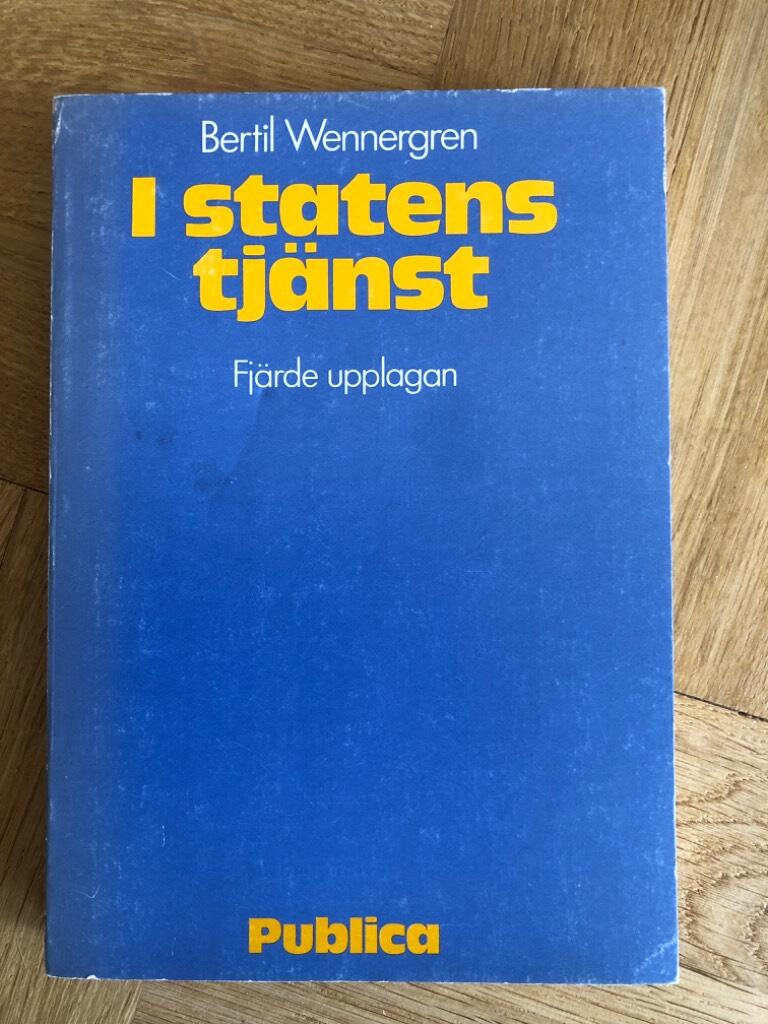 Bertil Wennergren
I statens
tjänst
Fjärde upplagan
Publica